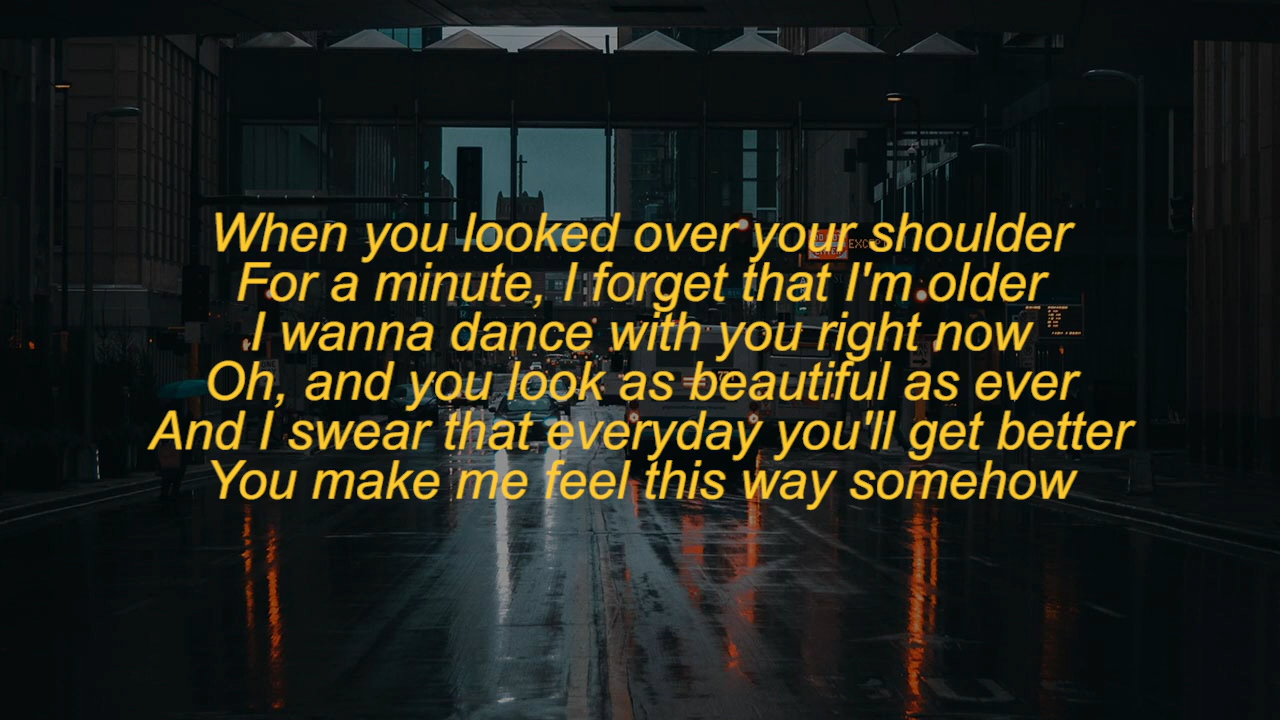 When you looked over your shoulder
For a minute, I forget that I'm older
I wanna dance with you right now
Oh, and you look as beautiful as ever
And I swear that everyday you'll get better
You make me feel this way somehow